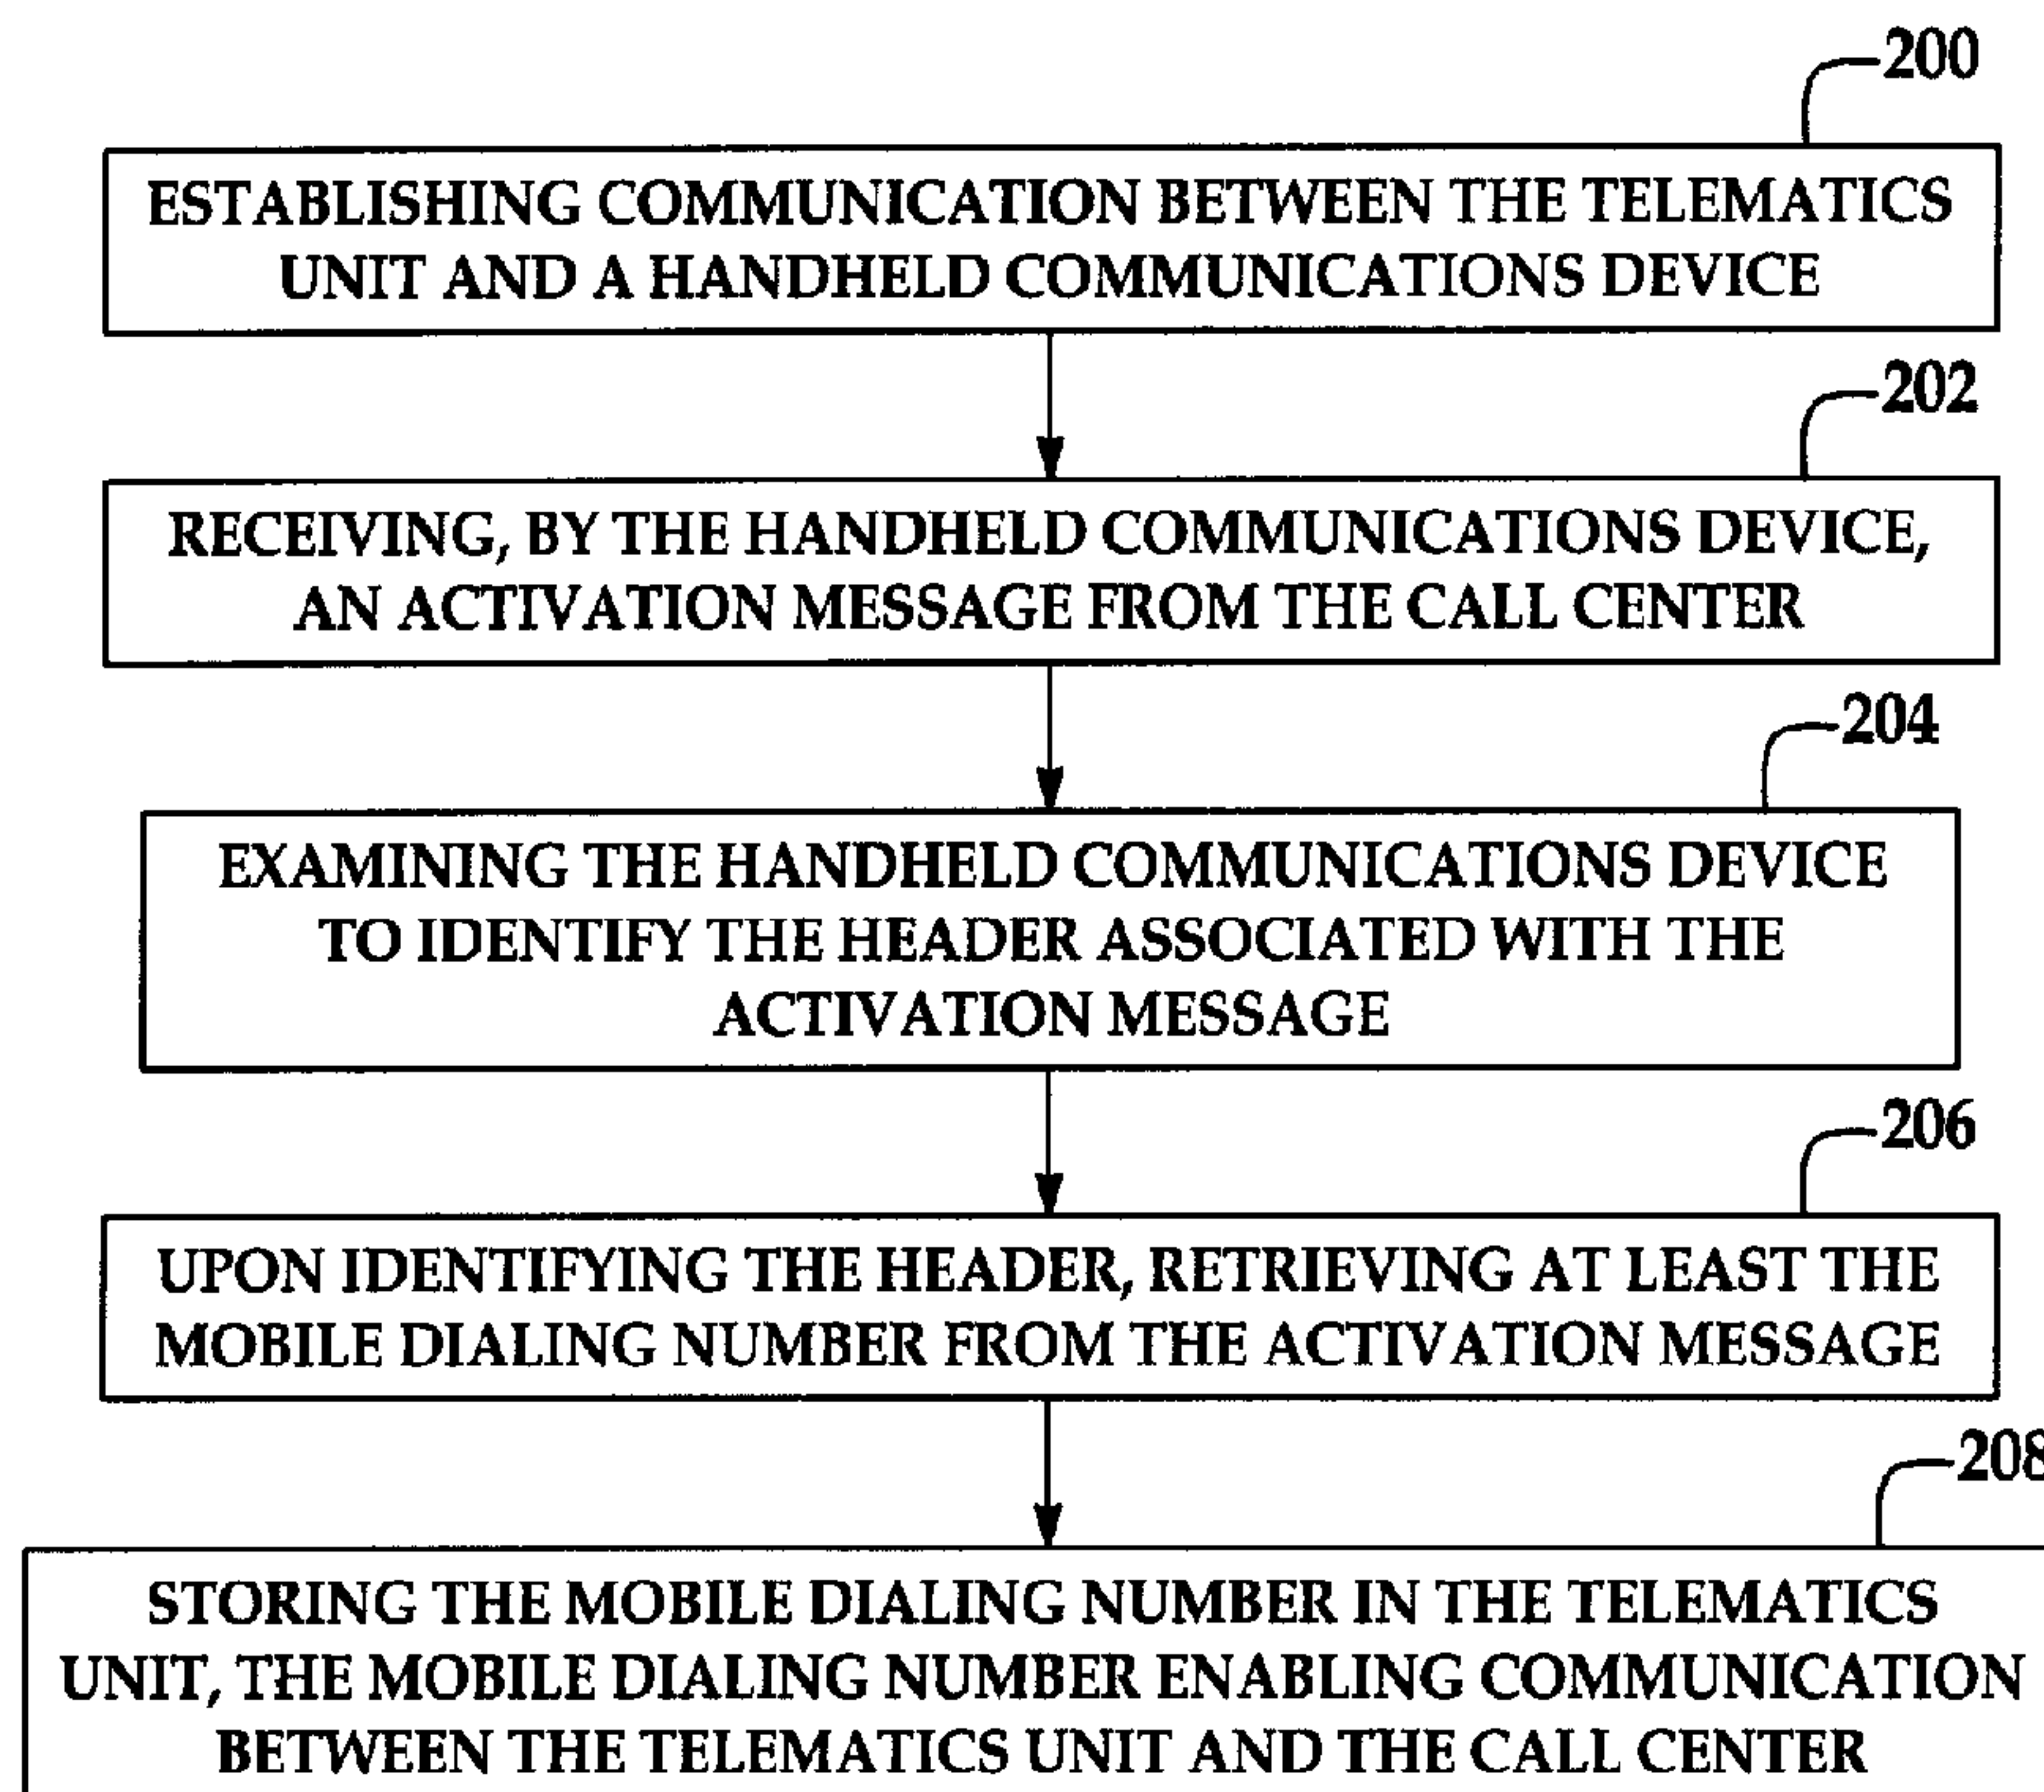 200
ESTABLISHING COMMUNICATION BETWEEN THE TELEMATICS
UNIT AND A HANDHELD COMMUNICATIONS DEVICE
202
RECEIVING, BY THE HANDHELD COMMUNICATIONS DEVICE,
AN ACTIVATION MESSAGE FROM THE CALL CENTER
204
EXAMINING THE HANDHELD COMMUNICATIONS DEVICE
TO IDENTIFY THE HEADER ASSOCIATED WITH THE
ACTIVATION MESSAGE
206
UPON IDENTIFYING THE HEADER, RETRIEVING AT LEAST THE
MOBILE DIALING NUMBER FROM THE ACTIVATION MESSAGE
208
STORING THE MOBILE DIALING NUMBER IN THE TELEMATICS
UNIT, THE MOBILE DIALING NUMBER ENABLING COMMUNICATION
BETWEEN THE TELEMATICS UNIT AND THE CALL CENTER